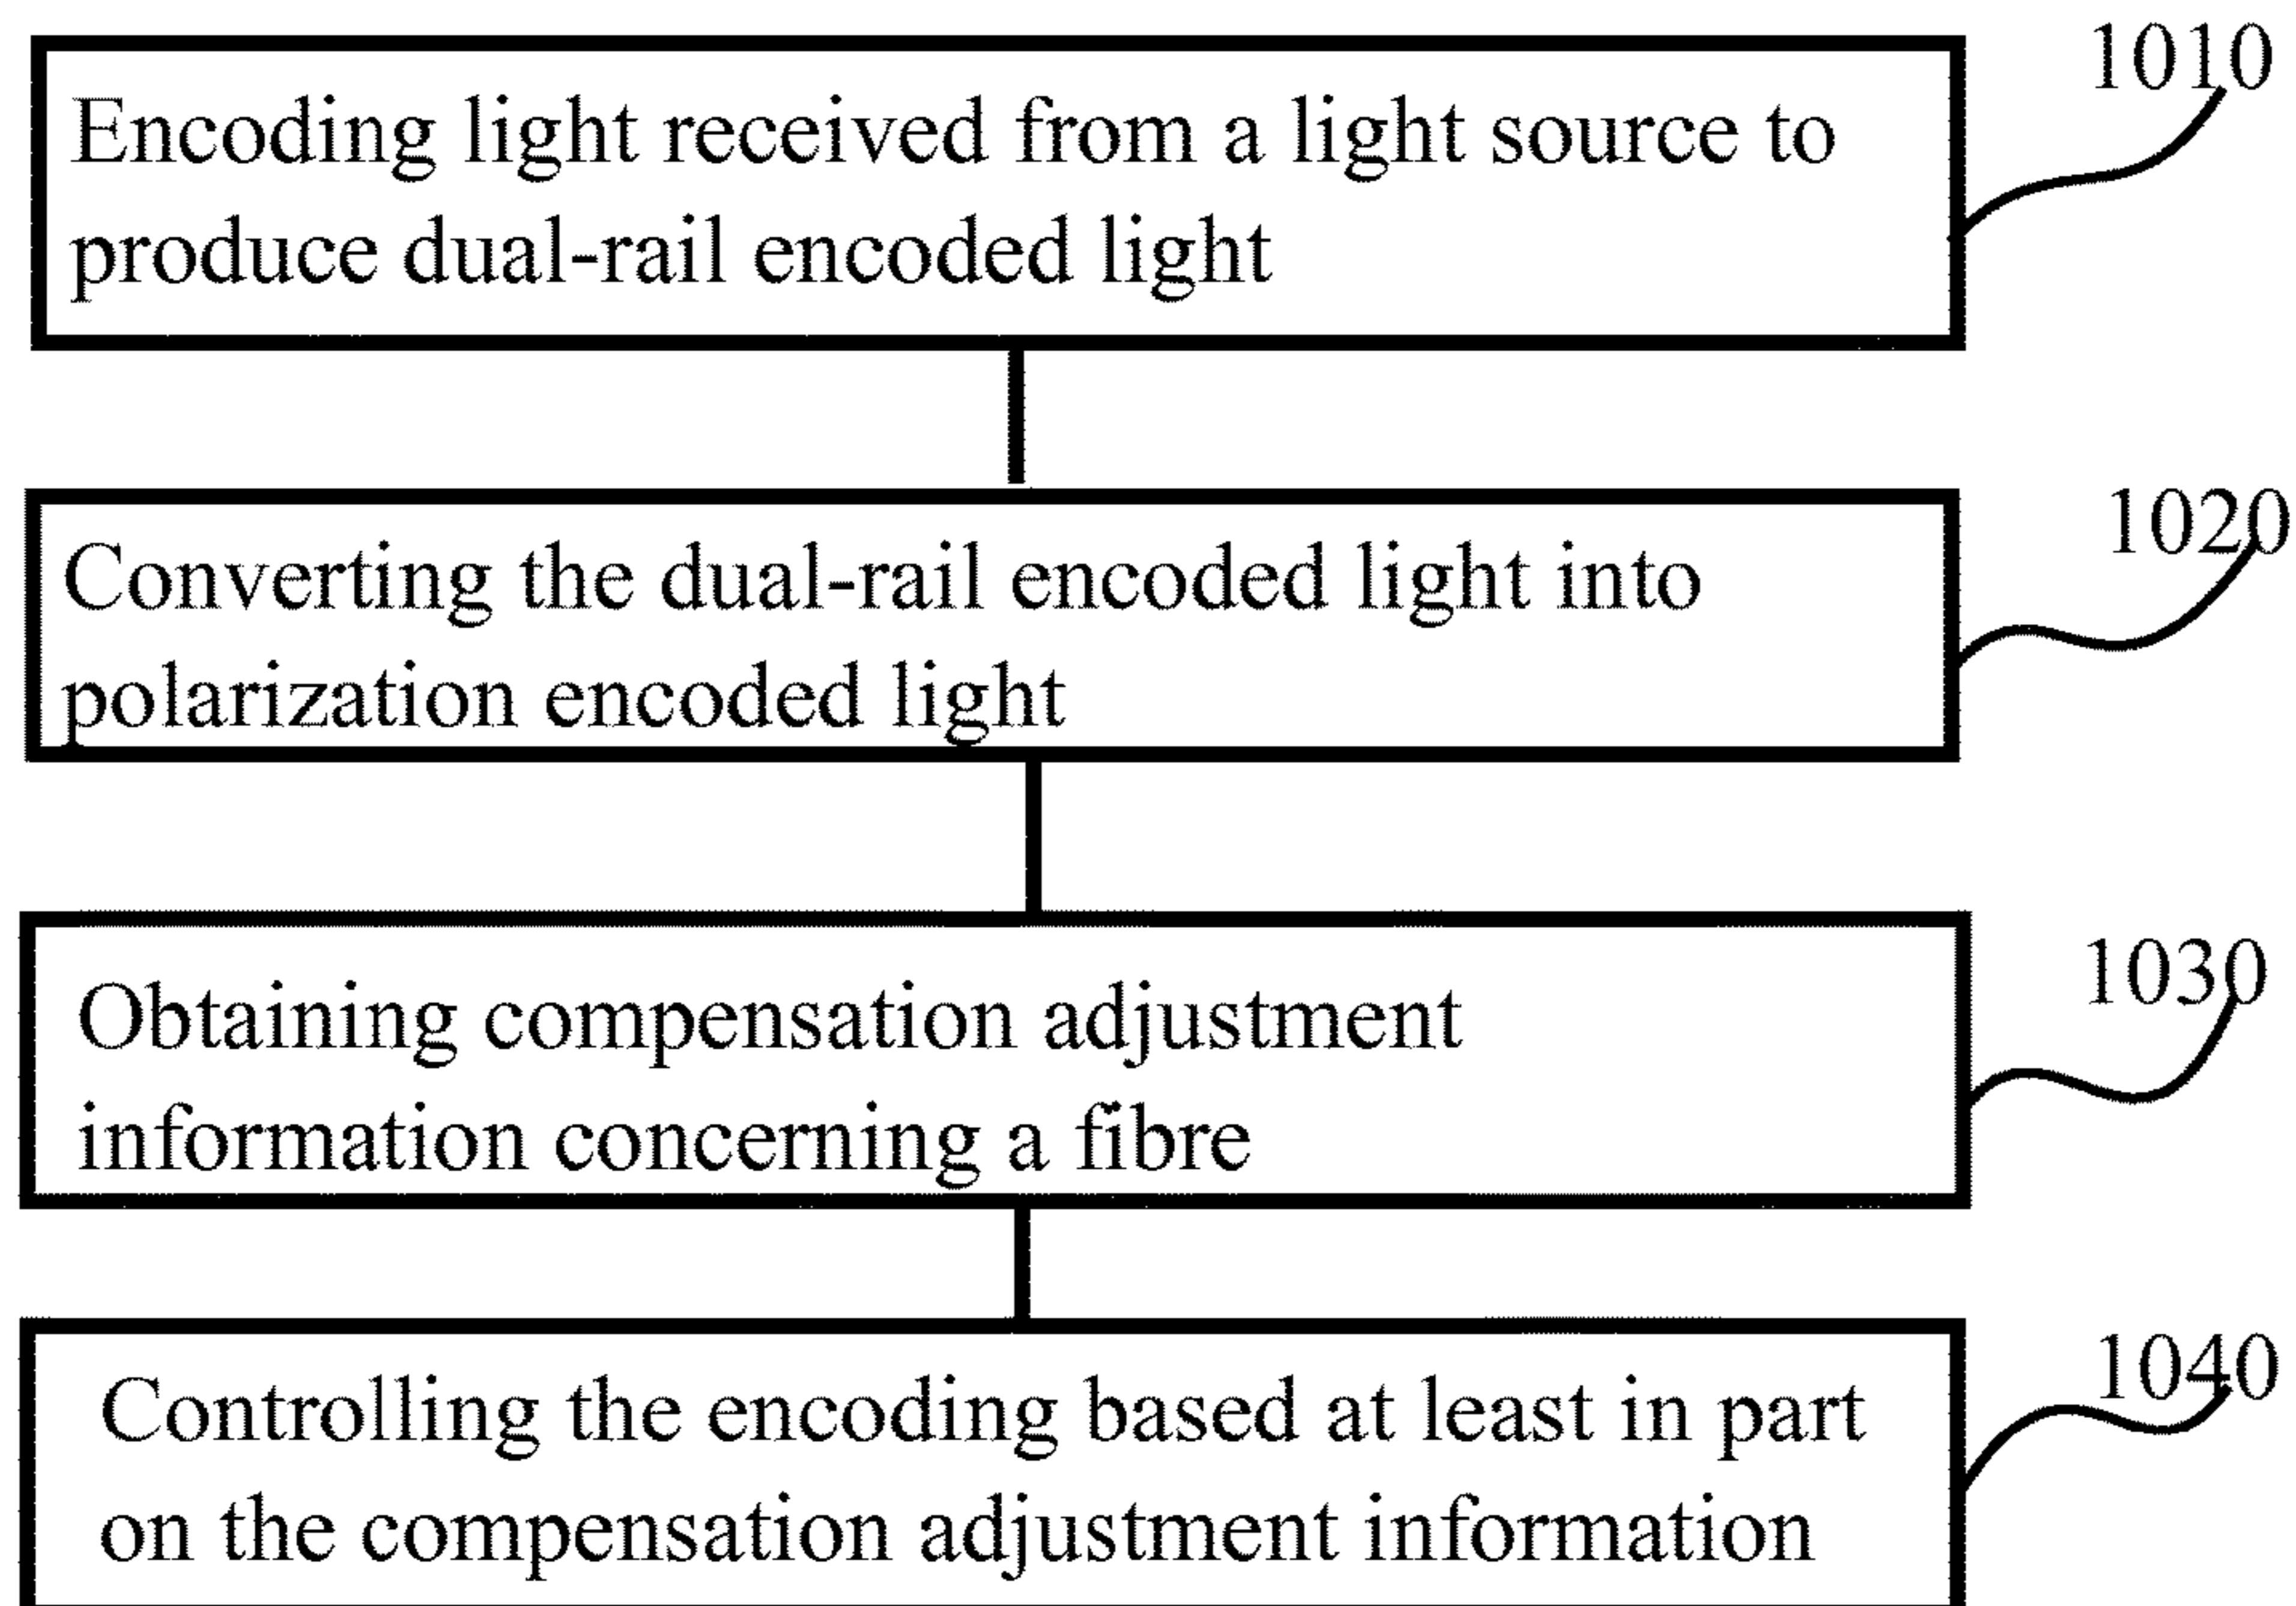 1010
Encoding light received from a light source to
produce dual-rail encoded light
1020
Converting the dual-rail encoded light into
polarization encoded light
1030
Obtaining compensation adjustment
information concerning a fibre
1040
Controlling the encoding based at least in part
on the compensation adjustment information